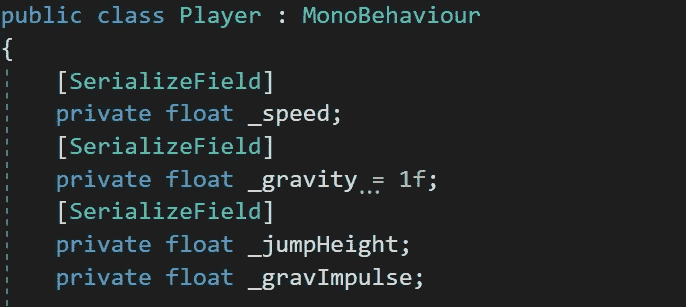 public class Player : MonoBehaviour
{
[SerializeField]
private float _speed;
[SerializeField]
private float _gravity = 1f;
[SerializeField]
private float _jumpHeight;
private float _gravImpulse;